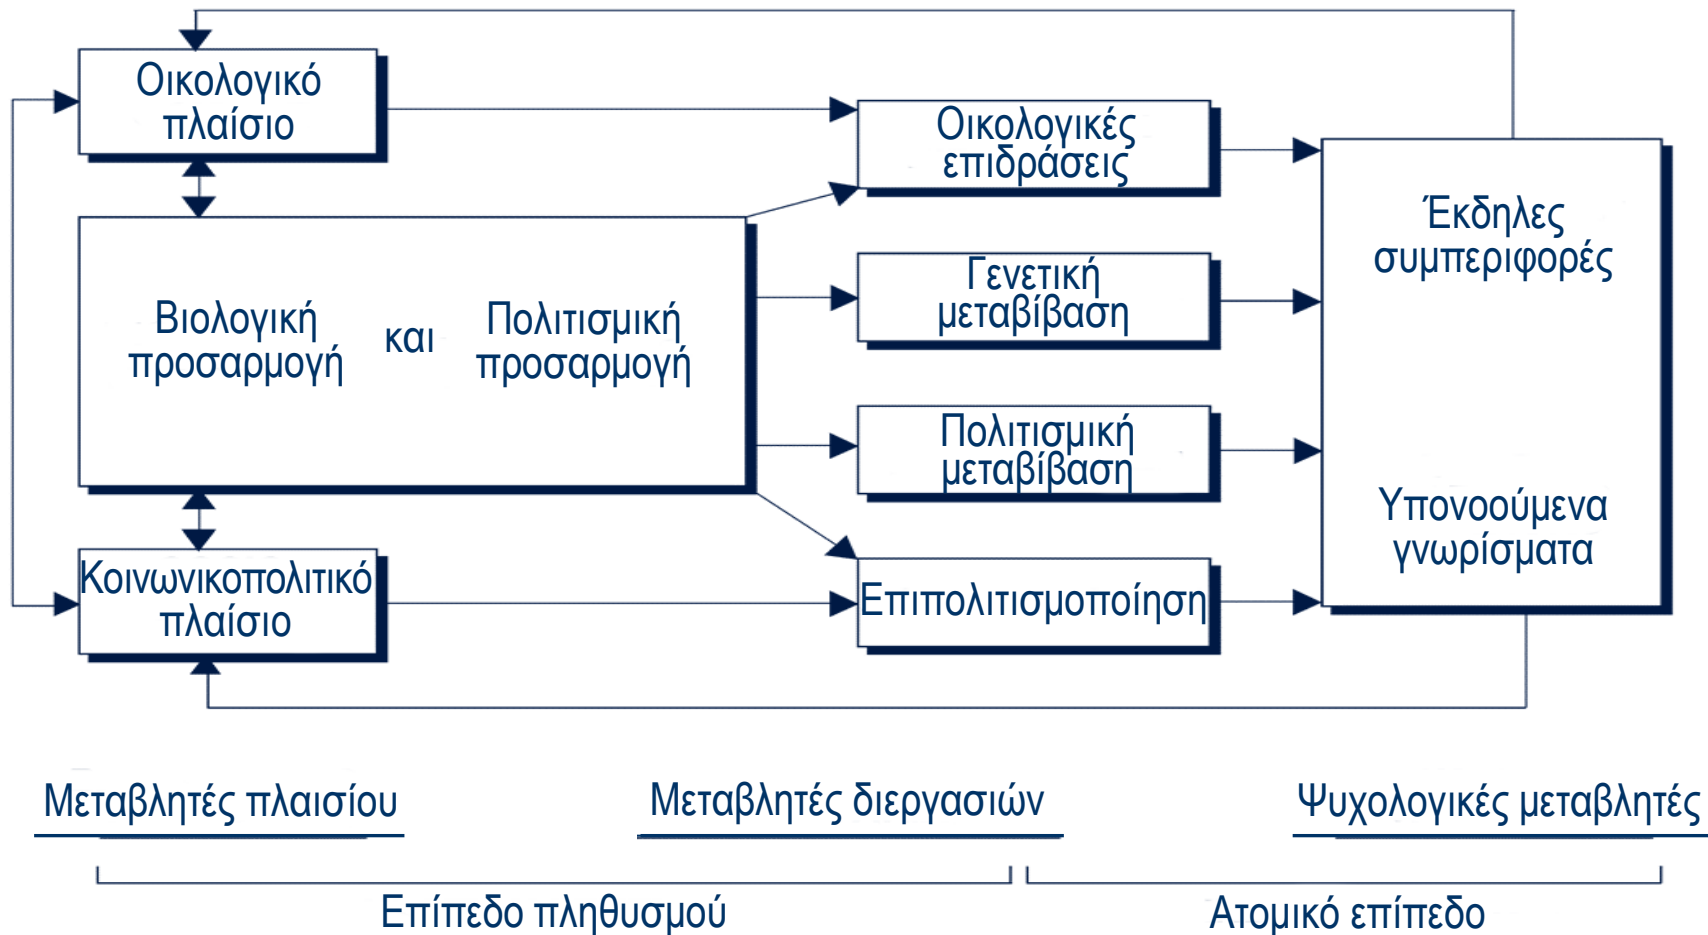 Οικολογικό
πλαίσιο
Οικολογικές
επιδράσεις
Έκδηλες
συμπεριφορές
Γενετική
μεταβίβαση
Βιολογική
προσαρμογή
και
Πολιτισμική
προσαρμογή
Πολιτισμική
μεταβίβαση
Υπονοούμενα
γνωρίσματα
Κοινωνικοπολιτικό
πλαίσιο
Επιπολιτισμοποίηση
Μεταβλητές πλαισίου
Μεταβλητές διεργασιών
Ψυχολογικές μεταβλητές
Επίπεδο πληθυσμού
Ατομικό επίπεδο